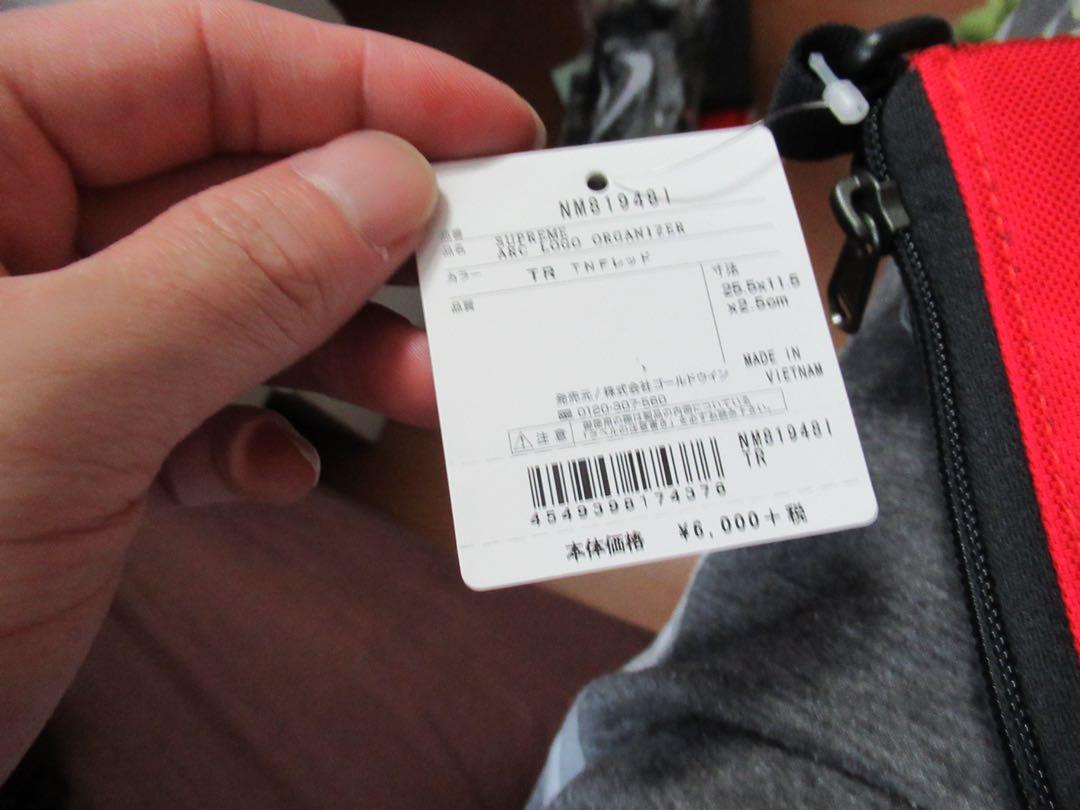 NM81948I
品番 SUPREME
品名 ARC LOGO ORGANIZER
カラー TR TNFレッド
品質
寸法
25.5x11.5
x2.5cm
MADE IN
VIETNAM
発売元/株式会社ゴールドウイン
0120-307-560
注意
NM81948I
TR
4549398174376
本体価格 ¥6,000+税